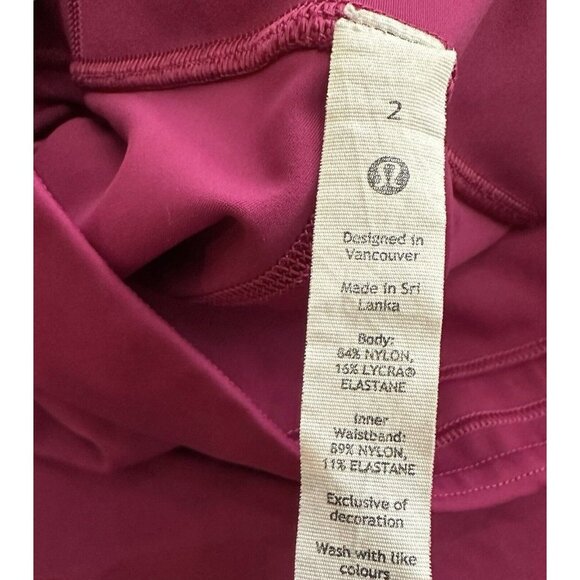 2
Designed in
Vancouver
Made in Sri
Lanka
Body:
84% NYLON,
16% LYCRA®
ELASTANE
Inner
Waistband:
89% NYLON,
11% ELASTANE
Exclusive of
decoration
Wash with like
colours